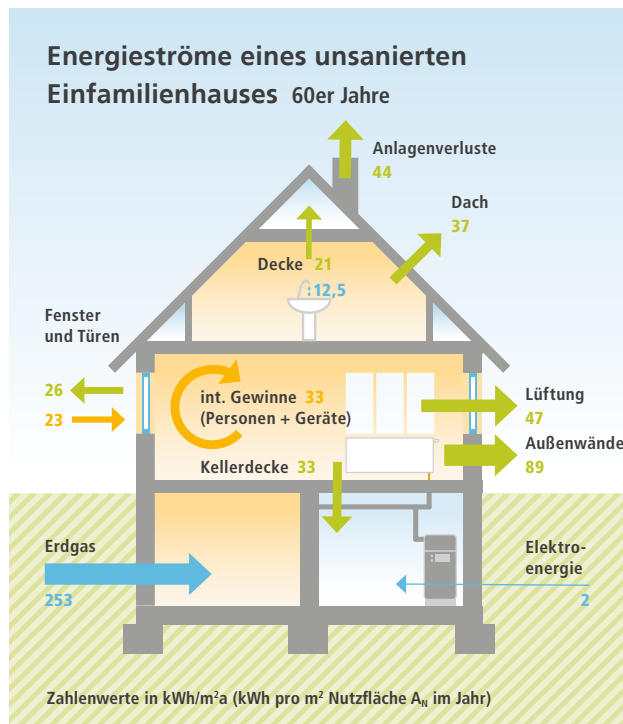 Energieströme eines unsanierten
Einfamilienhauses 60er Jahre
Anlagenverluste
44
Dach
37
Decke 21
12,5
Fenster
und Türen
26
23
int. Gewinne 33
(Personen + Geräte)
Lüftung
47
Außenwände
89
Kellerdecke 33
Erdgas
253
Elektro-
energie
2
Zahlenwerte in kWh/m²a (kWh pro m² Nutzfläche Aₙ im Jahr)